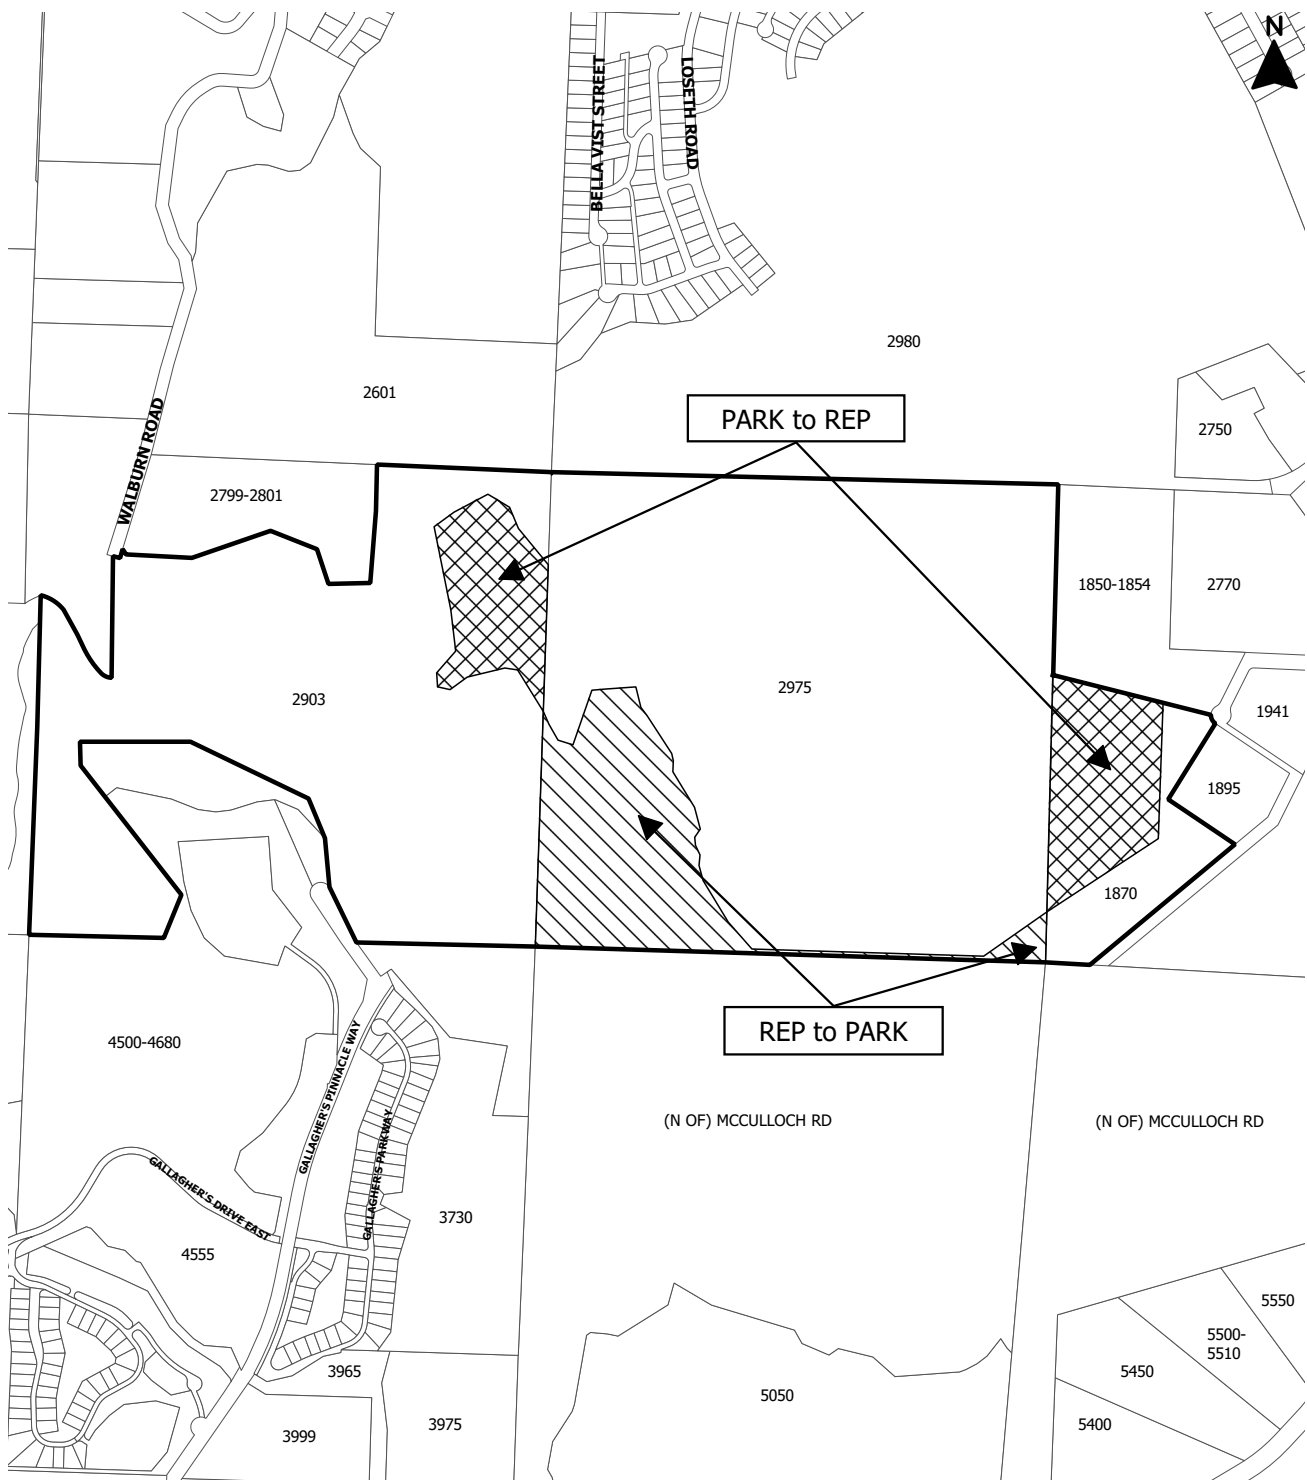 N
BELLA VIST STREET
LOSETH ROAD
2980
2601
PARK to REP
2750
WALBURN ROAD
2799-2801
1850-1854
2770
2903
2975
1941
1895
1870
REP to PARK
4500-4680
GALLAGHER'S PINNACLE WAY
GALLAGHER'S PARKWAY
(N OF) MCCULLOCH RD
(N OF) MCCULLOCH RD
GALLAGHER'S DRIVE EAST
3730
4555
5550
5500-
5510
3965
5450
5050
3975
5400
3999